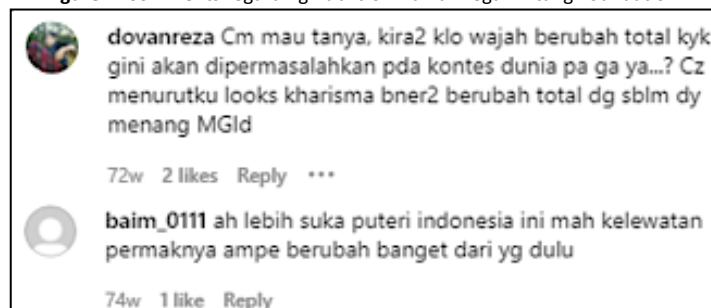 dovanreza Cm mau tanya, kira2 klo wajah berubah total kyk
gini akan dipermasalahkan pda kontes dunia pa ga ya...? Cz
menurutku looks kharisma bner2 berubah total dg sblm dy
menang MGId
72w 2 likes Reply •••
baim_0111 ah lebih suka puteri indonesia ini mah kelewatan
permaknya ampe berubah banget dari yg dulu
74w 1 like Reply